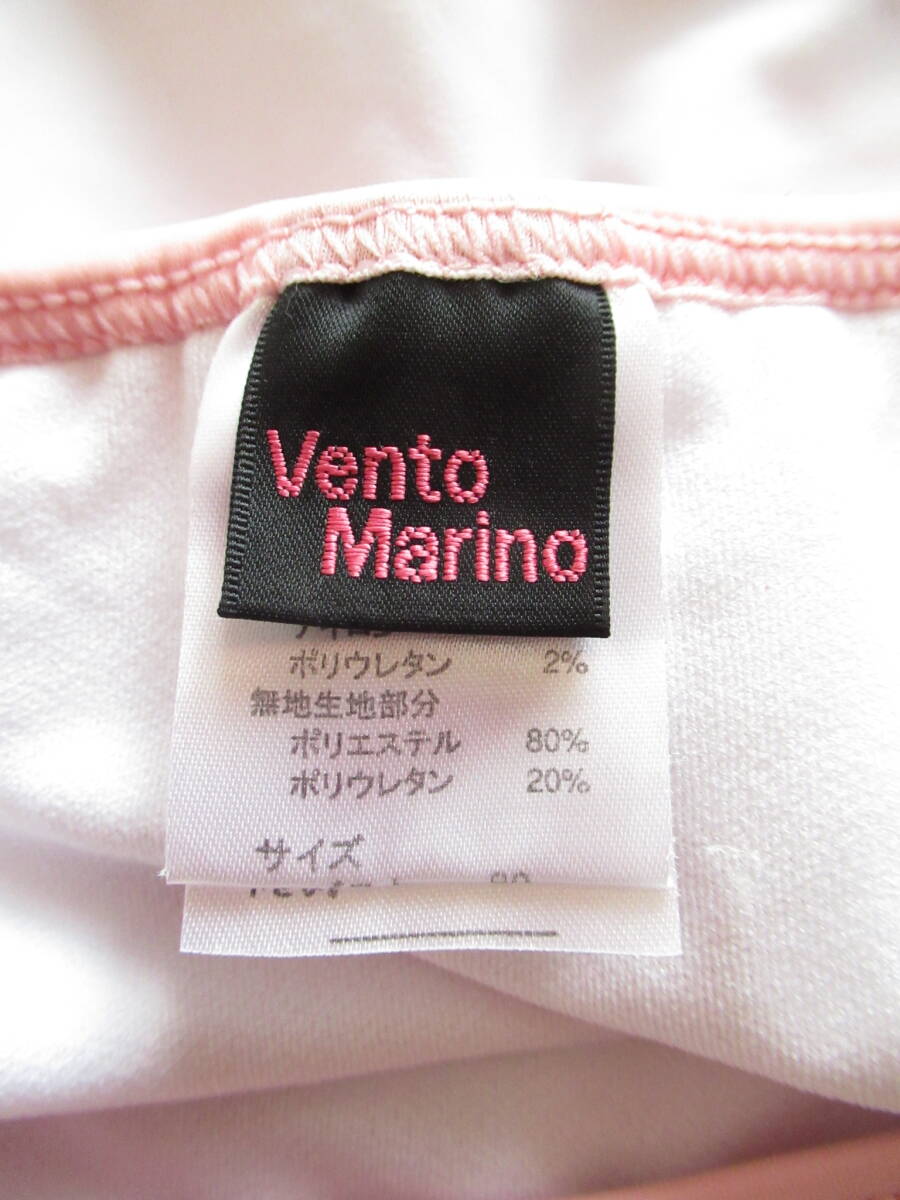 Vento
Marino
ポリウレタン 2%
無地生地部分
ポリエステル 80%
ポリウレタン 20%
サイズ